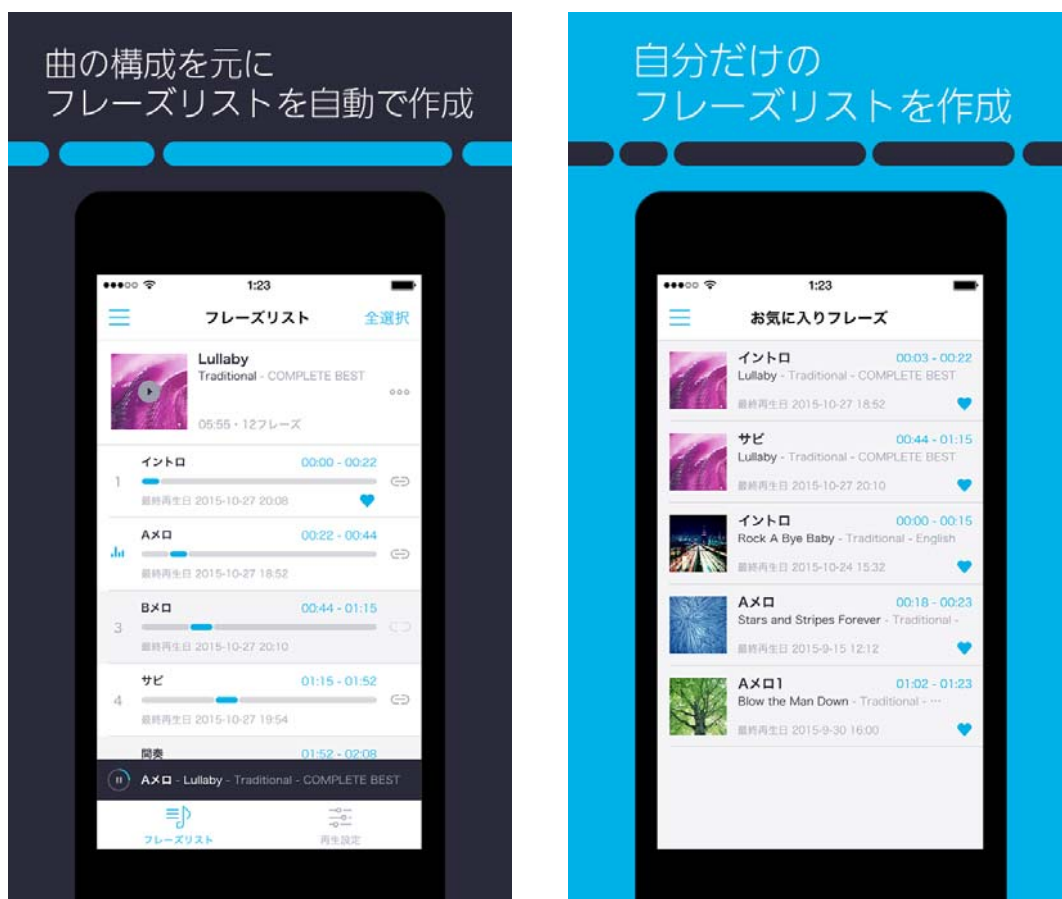 曲の構成を元に
フレーズリストを自動で作成
1:23
フレーズリスト
全選択
Lullaby
Traditional - COMPLETE BEST
05:55・12フレーズ
イントロ 00:00 - 00:22
1
最終再生日 2015-10-27 20:08
Aメロ 00:22 - 00:44
最終再生日 2015-10-27 18:52
Bメロ 00:44 - 01:15
3
最終再生日 2015-10-27 20:10
サビ 01:15 - 01:52
4
最終再生日 2015-10-27 19:54
間奏 01:52 - 02:08
Aメロ - Lullaby - Traditional - COMPLETE BEST
フレーズリスト
再生設定
自分だけの
フレーズリストを作成
1:23
お気に入りフレーズ
イントロ 00:03 - 00:22
Lullaby - Traditional - COMPLETE BEST
最終再生日 2015-10-27 18:52
サビ 00:44 - 01:15
Lullaby - Traditional - COMPLETE BEST
最終再生日 2015-10-27 20:10
イントロ 00:00 - 00:15
Rock A Bye Baby - Traditional - English
最終再生日 2015-10-24 15:32
Aメロ 00:18 - 00:23
Stars and Stripes Forever - Traditional -
最終再生日 2015-9-15 12:12
Aメロ1 01:02 - 01:23
Blow the Man Down - Traditional - …
最終再生日 2015-9-30 16:00